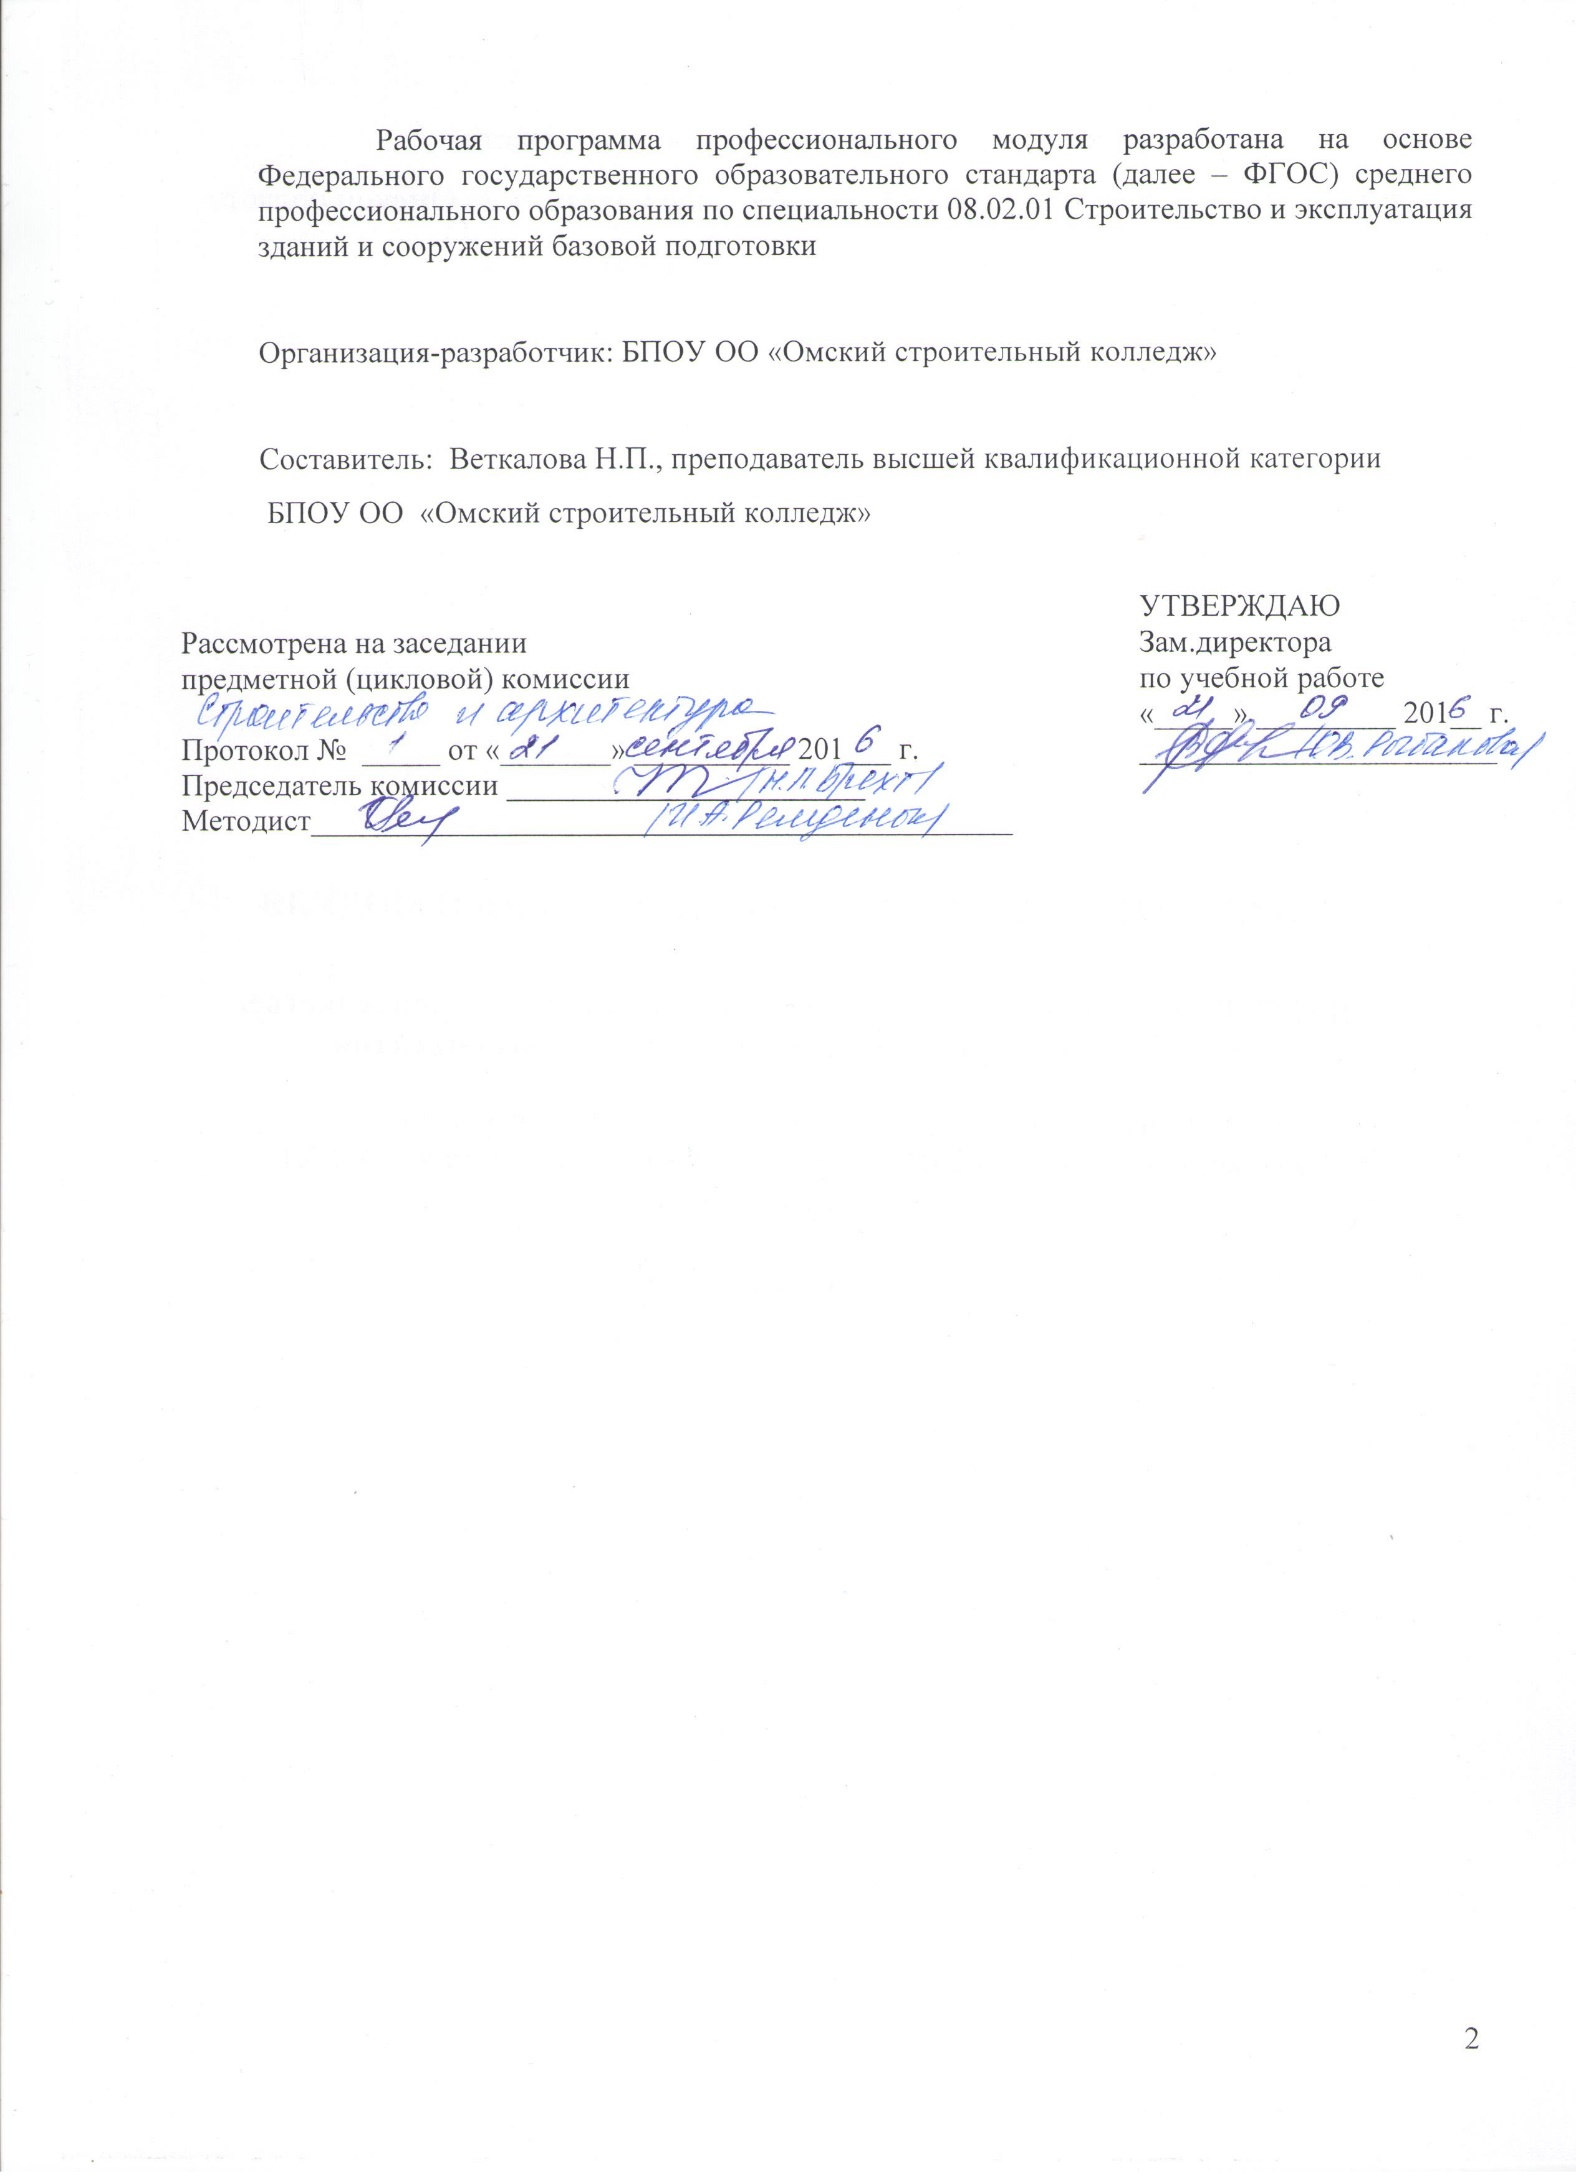 Рабочая программа профессионального модуля разработана на основе
Федерального государственного образовательного стандарта (далее – ФГОС) среднего
профессионального образования по специальности 08.02.01 Строительство и эксплуатация
зданий и сооружений базовой подготовки
Организация-разработчик: БПОУ ОО «Омский строительный колледж»
Составитель: Веткалова Н.П., преподаватель высшей квалификационной категории
БПОУ ОО «Омский строительный колледж»
Рассмотрена на заседании
предметной (цикловой) комиссии
Строительство и архитектура
Протокол № 1 от « 21 » сентября 2016 г.
Председатель комиссии /Н.П. Брехт/
Методист
УТВЕРЖДАЮ
Зам.директора
по учебной работе
« 21 » 09 2016 г.
2